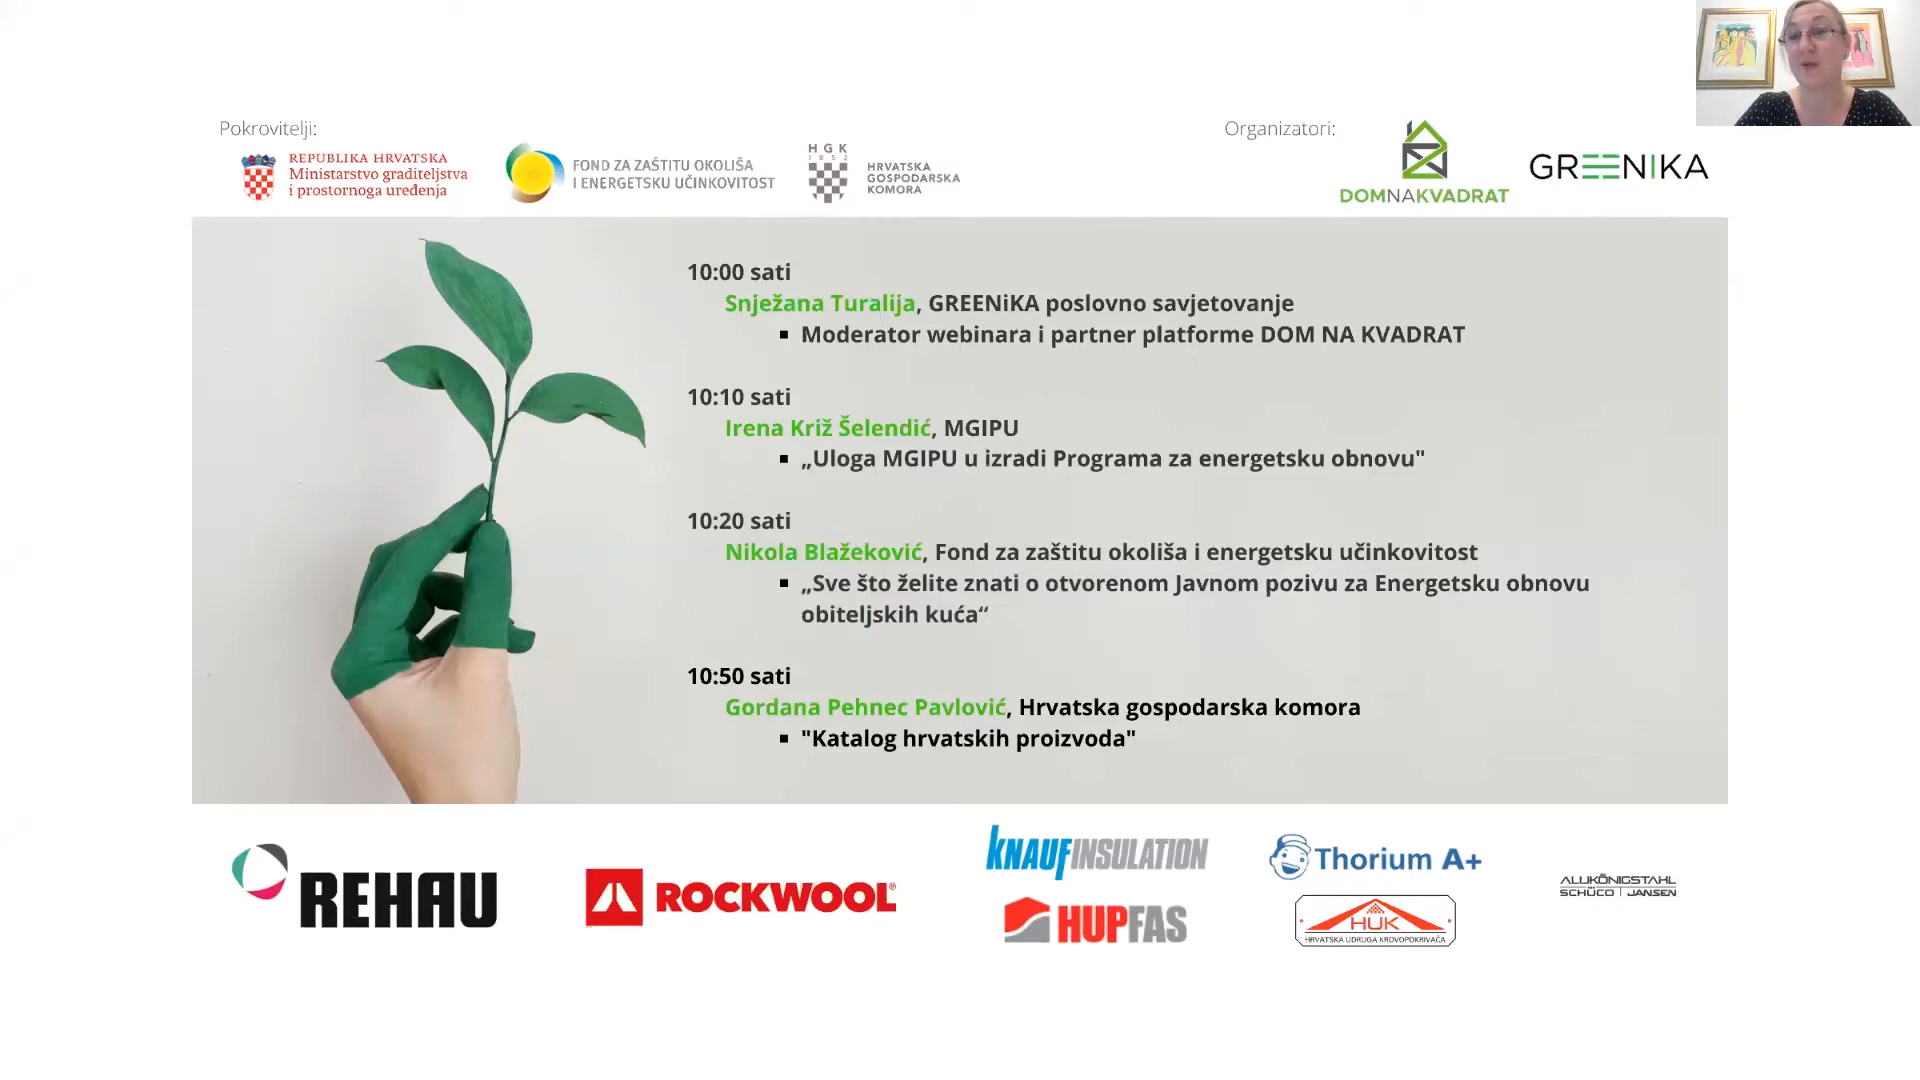 Pokrovitelji:
Organizatori:
REPUBLIKA HRVATSKA
Ministarstvo graditeljstva
i prostornoga uređenja
FOND ZA ZAŠTITU OKOLIŠA
I ENERGETSKU UČINKOVITOST
HGK
1852
HRVATSKA
GOSPODARSKA
KOMORA
DOMNAKVADRAT
GREENIKA
10:00 sati
Snježana Turalija, GREENiKA poslovno savjetovanje
▪ Moderator webinara i partner platforme DOM NA KVADRAT
10:10 sati
Irena Križ Šelendić, MGIPU
▪ „Uloga MGIPU u izradi Programa za energetsku obnovu"
10:20 sati
Nikola Blažeković, Fond za zaštitu okoliša i energetsku učinkovitost
▪ „Sve što želite znati o otvorenom Javnom pozivu za Energetsku obnovu
obiteljskih kuća“
10:50 sati
Gordana Pehnec Pavlović, Hrvatska gospodarska komora
▪ "Katalog hrvatskih proizvoda"
REHAU
ROCKWOOL®
KNAUFINSULATION
HUPFAS
Thorium A+
HUK
HRVATSKA UDRUGA KROVOPOKRIVAČA
ALUKÖNIGSTAHL
SCHÜCO | JANSEN